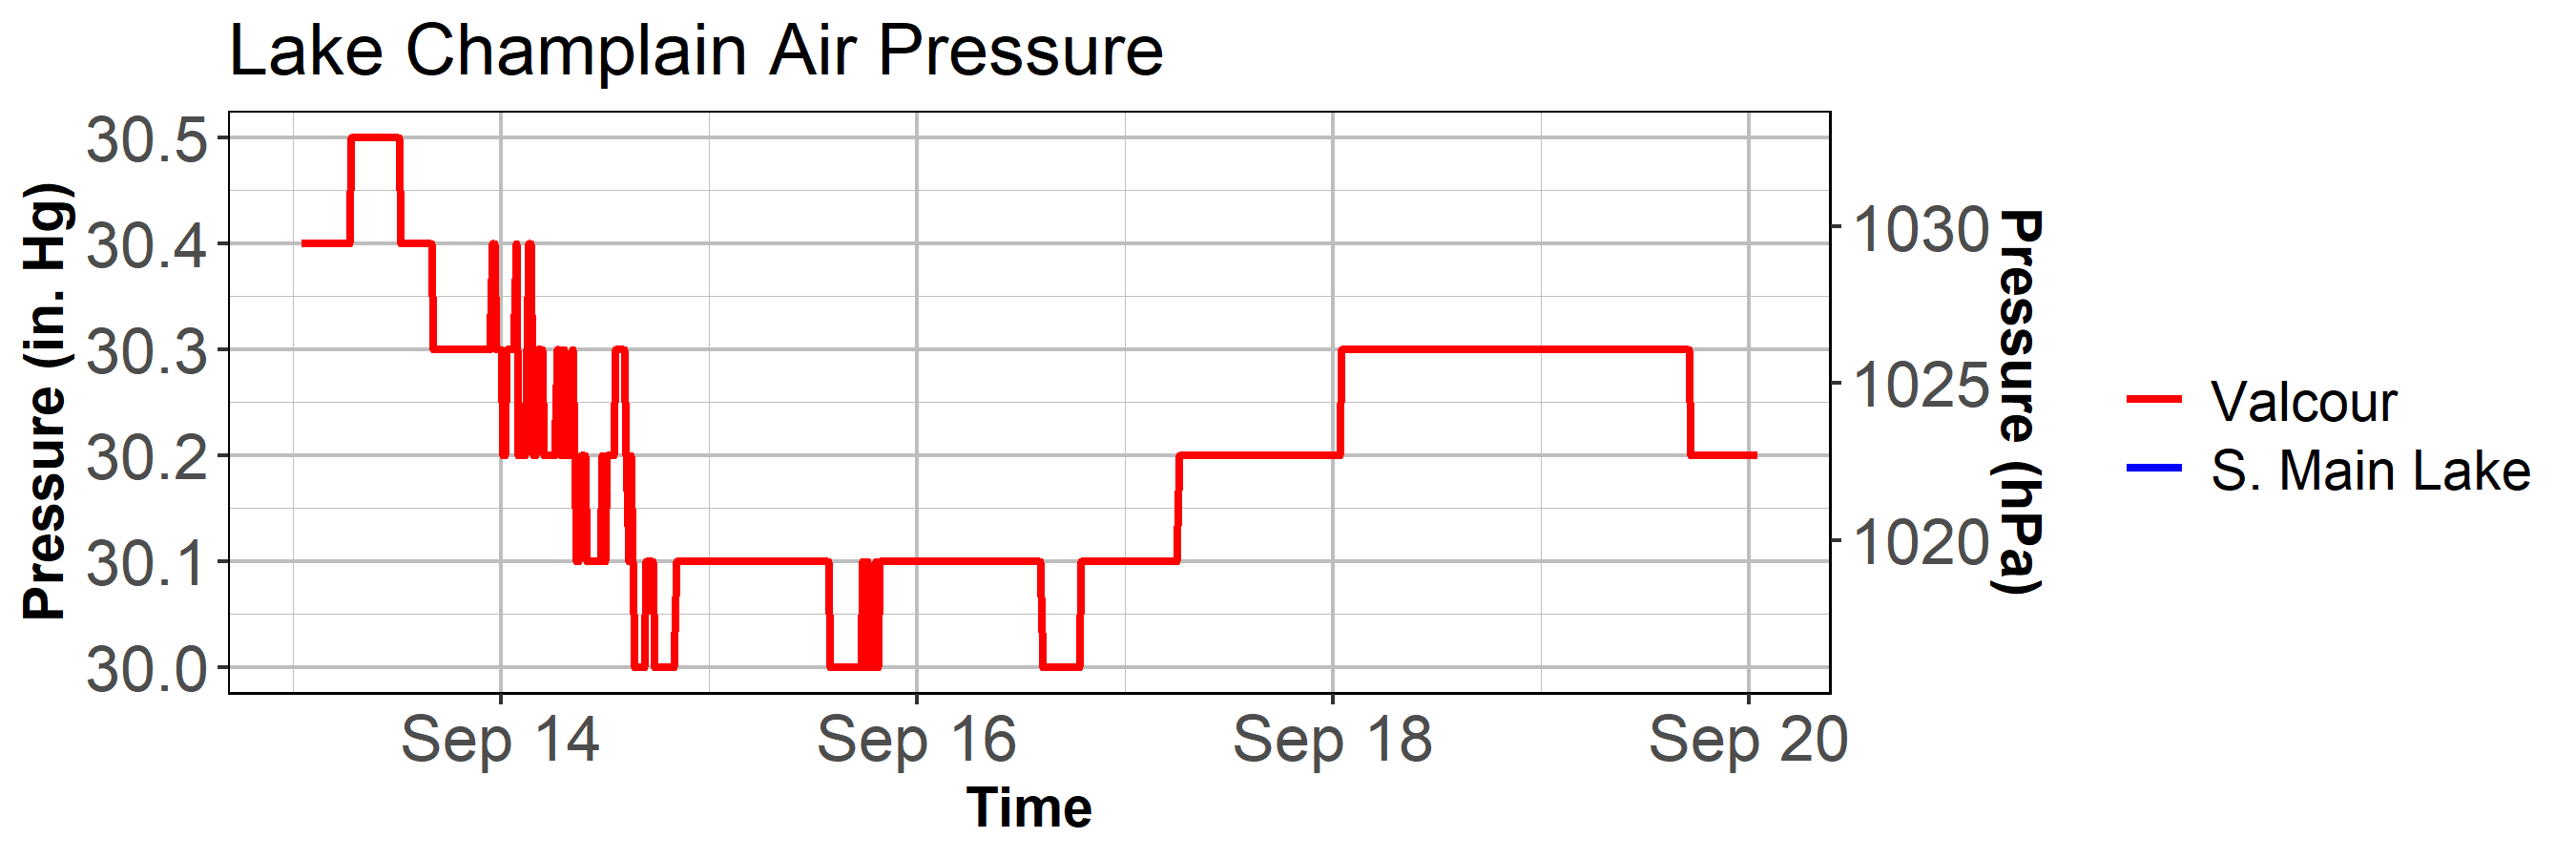 Lake Champlain Air Pressure
Pressure (in. Hg)
30.5
30.4
30.3
30.2
30.1
30.0
1030
1025
1020
Pressure (hPa)
Valcour
S. Main Lake
Sep 14 Sep 16 Sep 18 Sep 20
Time